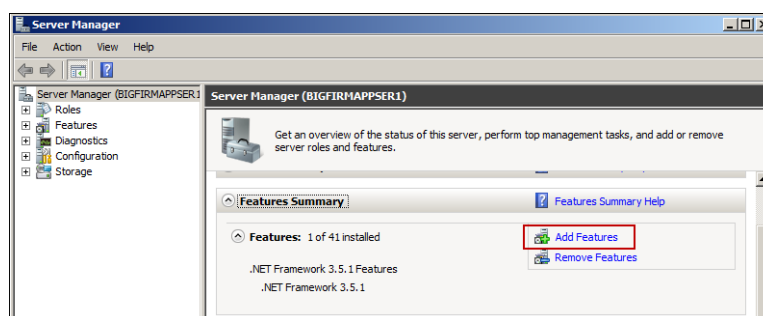 Server Manager
File Action View Help
Server Manager (BIGFIRMAPPSER1
Roles
Features
Diagnostics
Configuration
Storage
Server Manager (BIGFIRMAPPSER1)
Get an overview of the status of this server, perform top management tasks, and add or remove
server roles and features.
Features Summary
Features Summary Help
Features: 1 of 41 installed
Add Features
Remove Features
.NET Framework 3.5.1 Features
.NET Framework 3.5.1